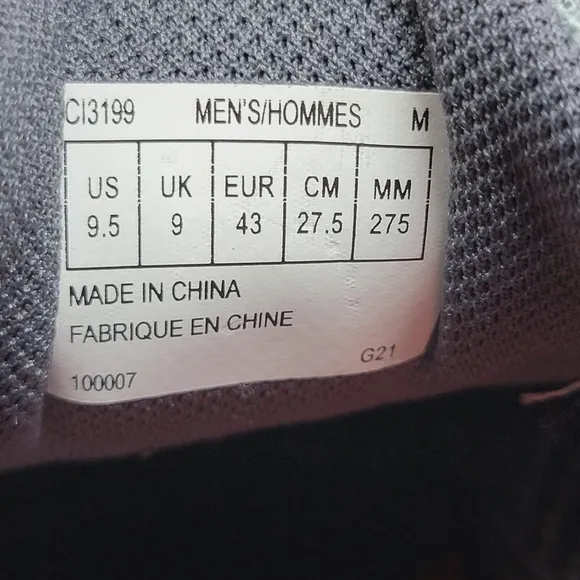 CI3199 MEN'S/HOMMES M
US UK EUR CM MM
9.5 9 43 27.5 275
MADE IN CHINA
FABRIQUE EN CHINE
G21
100007